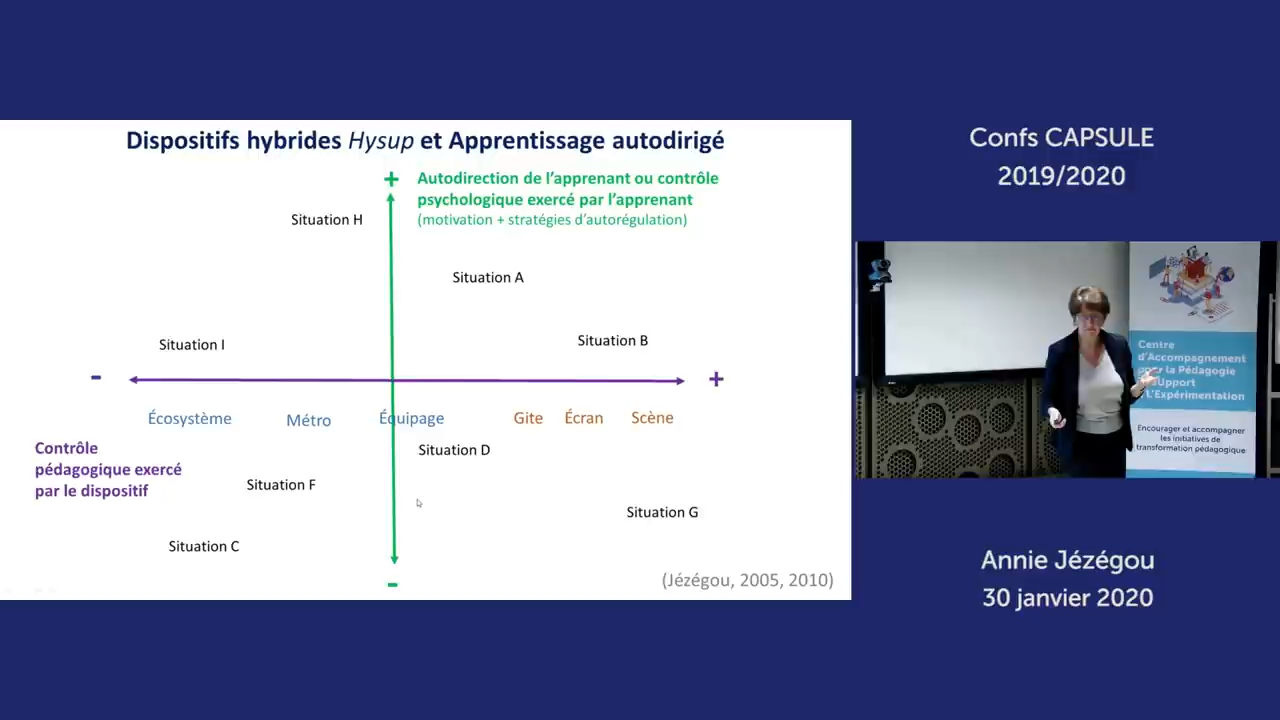 Dispositifs hybrides Hysup et Apprentissage autodirigé
+
Autodirection de l'apprenant ou contrôle
psychologique exercé par l'apprenant
(motivation + stratégies d'autorégulation)
Situation H
Situation A
Situation B
Situation I
-
+
Écosystème
Métro
Équipage
Gite
Écran
Scène
Contrôle
pédagogique exercé
par le dispositif
Situation D
Situation F
Situation G
Situation C
-
(Jézégou, 2005, 2010)
Confs CAPSULE
2019/2020
Centre
d'Accompagnement
pour la Pédagogie
Support
l'Expérimentation
Encourager et accompagner
les initiatives de
transformation pédagogique
Annie Jézégou
30 janvier 2020